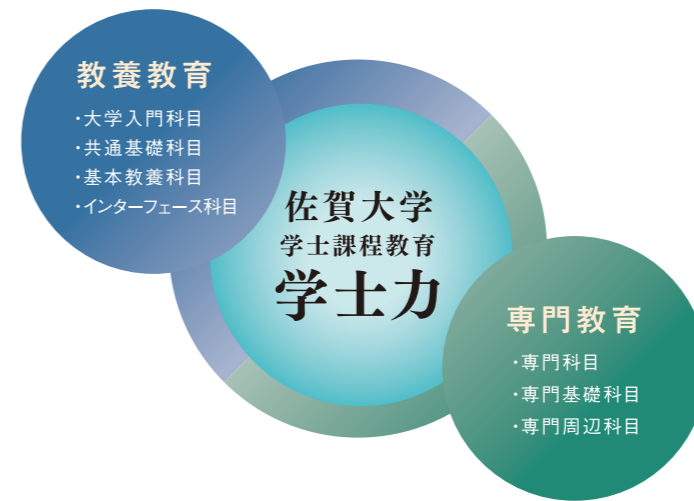 教養教育
・大学入門科目
・共通基礎科目
・基本教養科目
・インターフェース科目
佐賀大学
学士課程教育
学士力
専門教育
・専門科目
・専門基礎科目
・専門周辺科目